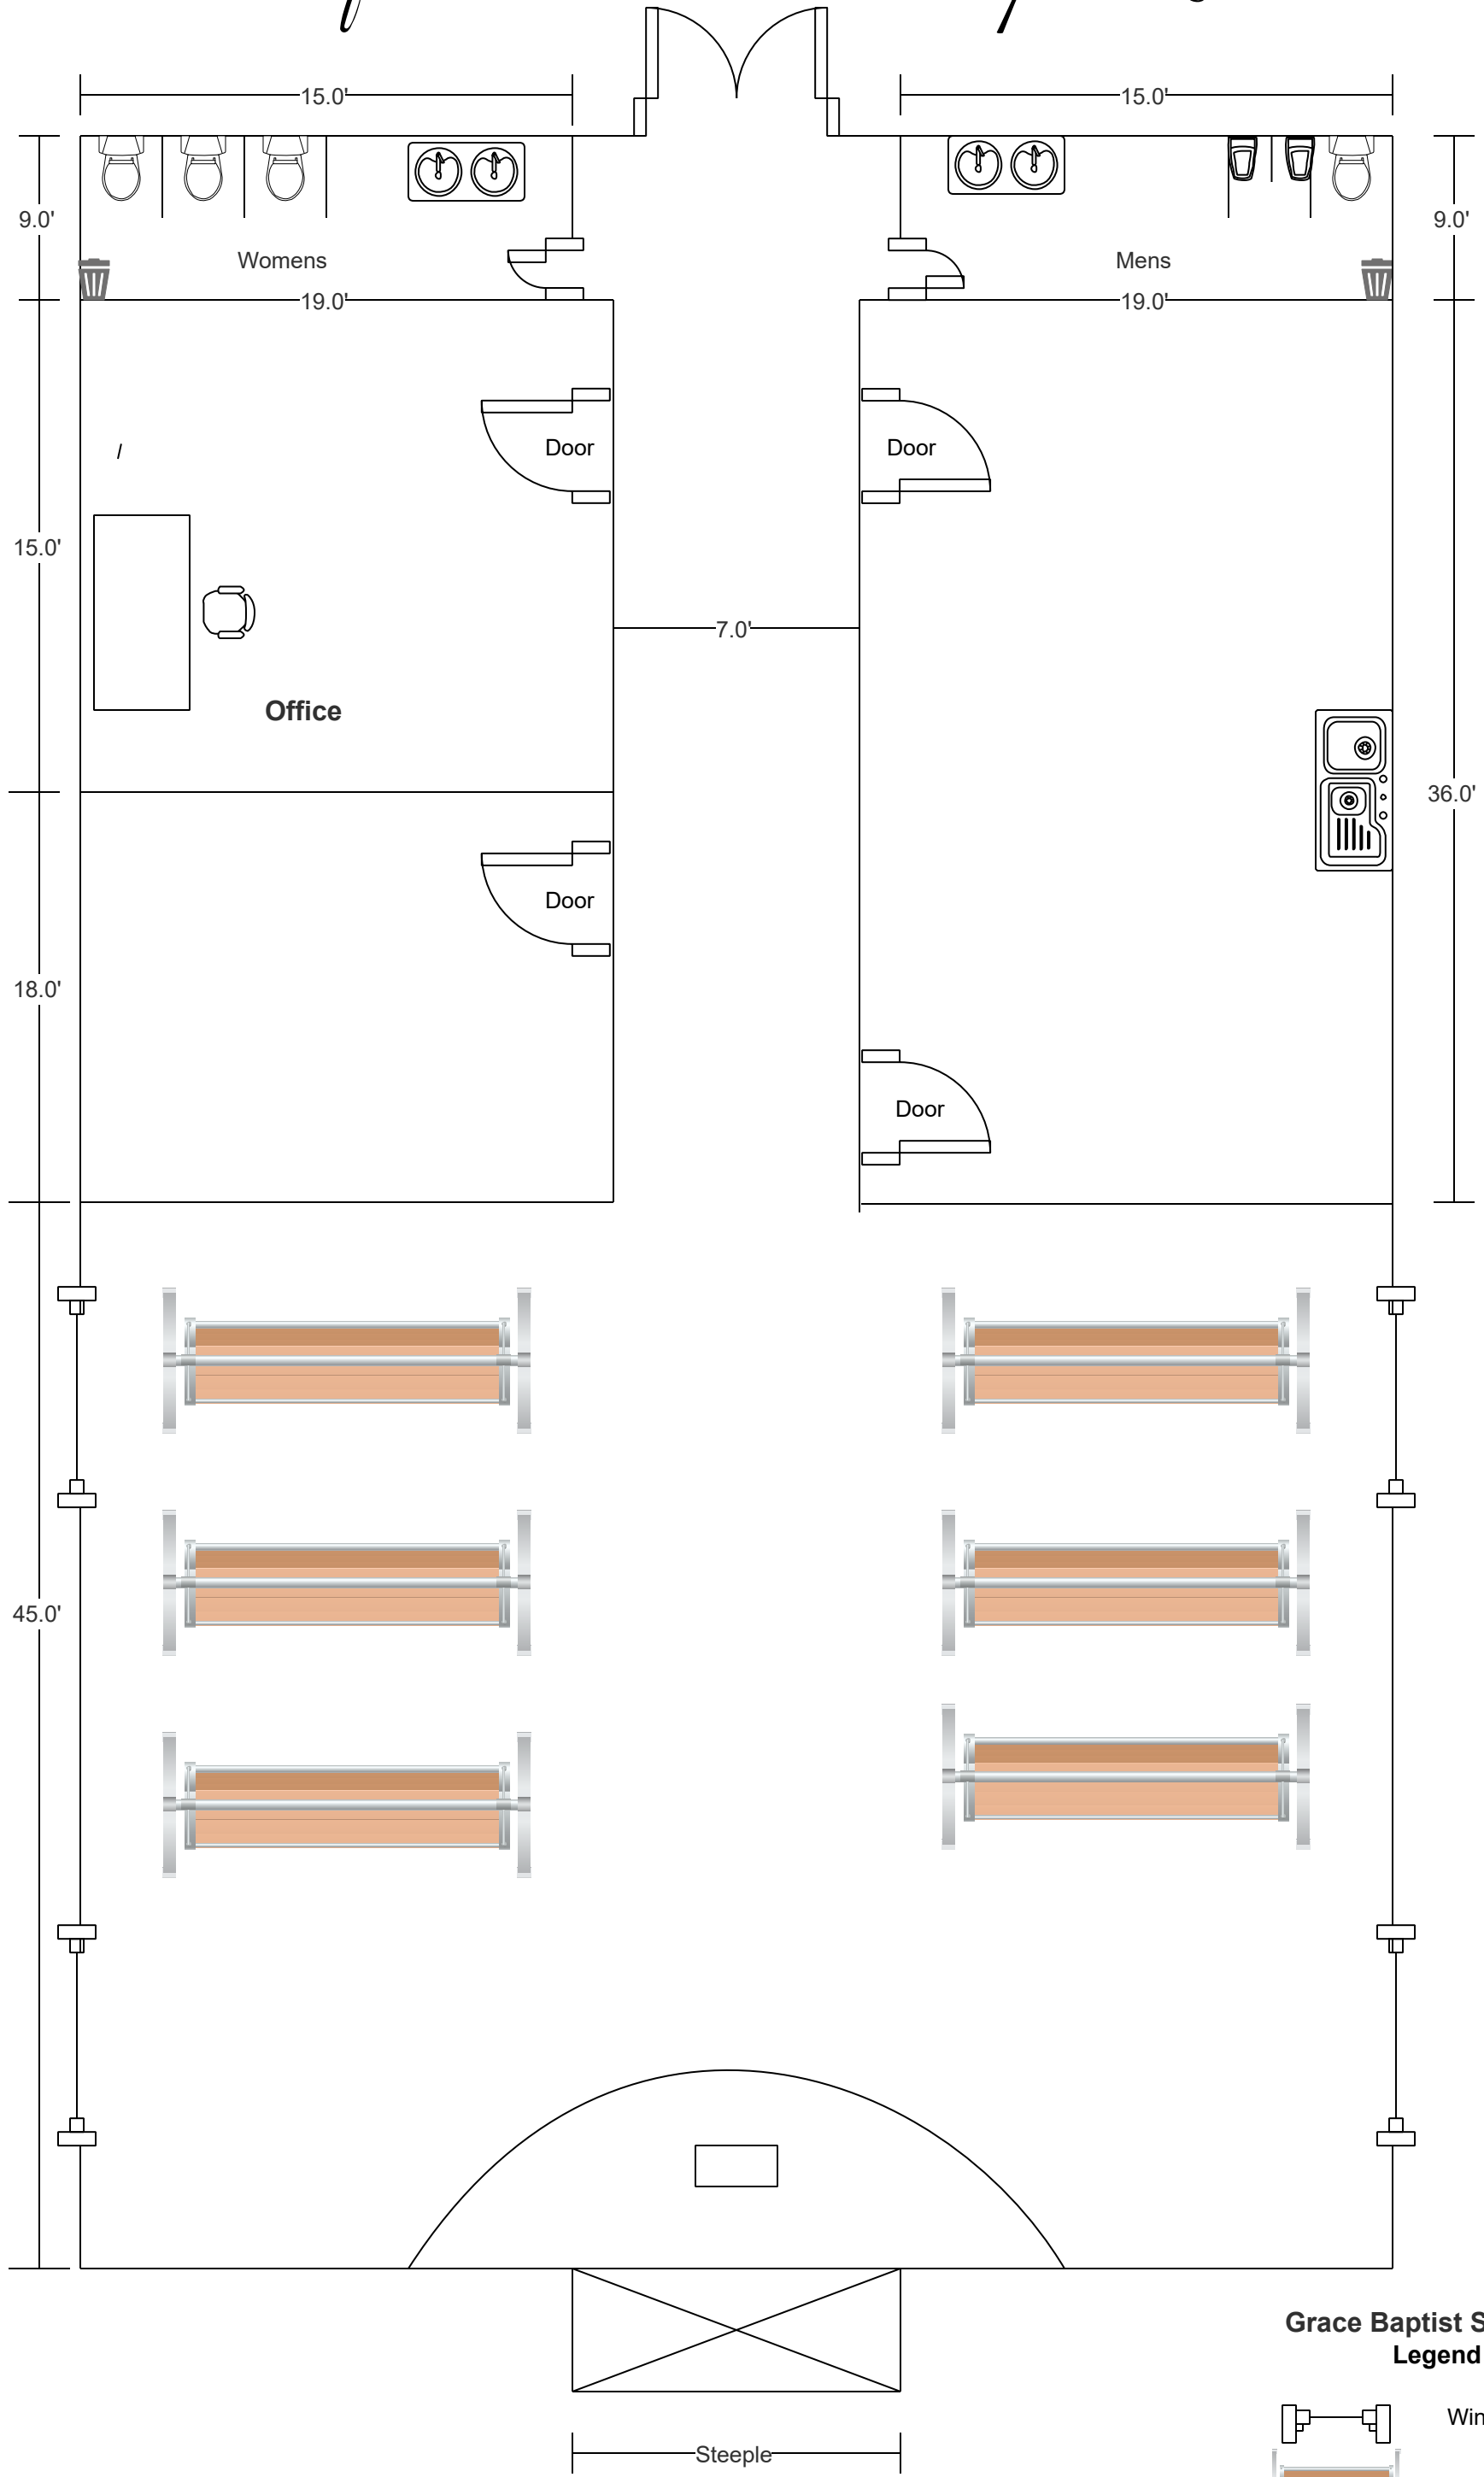 15.0'
15.0'
9.0'
9.0'
Womens
Mens
19.0'
19.0'
Door
Door
/
15.0'
7.0'
Office
36.0'
Door
18.0'
Door
45.0'
Grace Baptist S
Legend
Win
Steeple